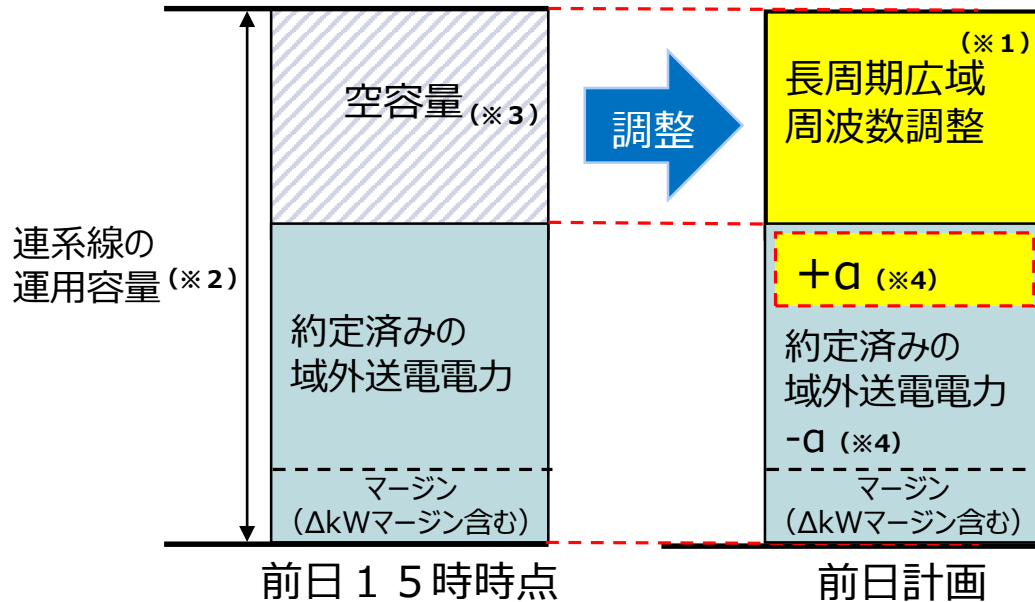 連系線の
運用容量(※2)
空容量(※3)
約定済みの
域外送電電力
マージン
(ΔkWマージン含む)
前日15時時点
調整
(※1)
長周期広域
周波数調整
+α(※4)
約定済みの
域外送電電力
-α(※4)
マージン
(ΔkWマージン含む)
前日計画